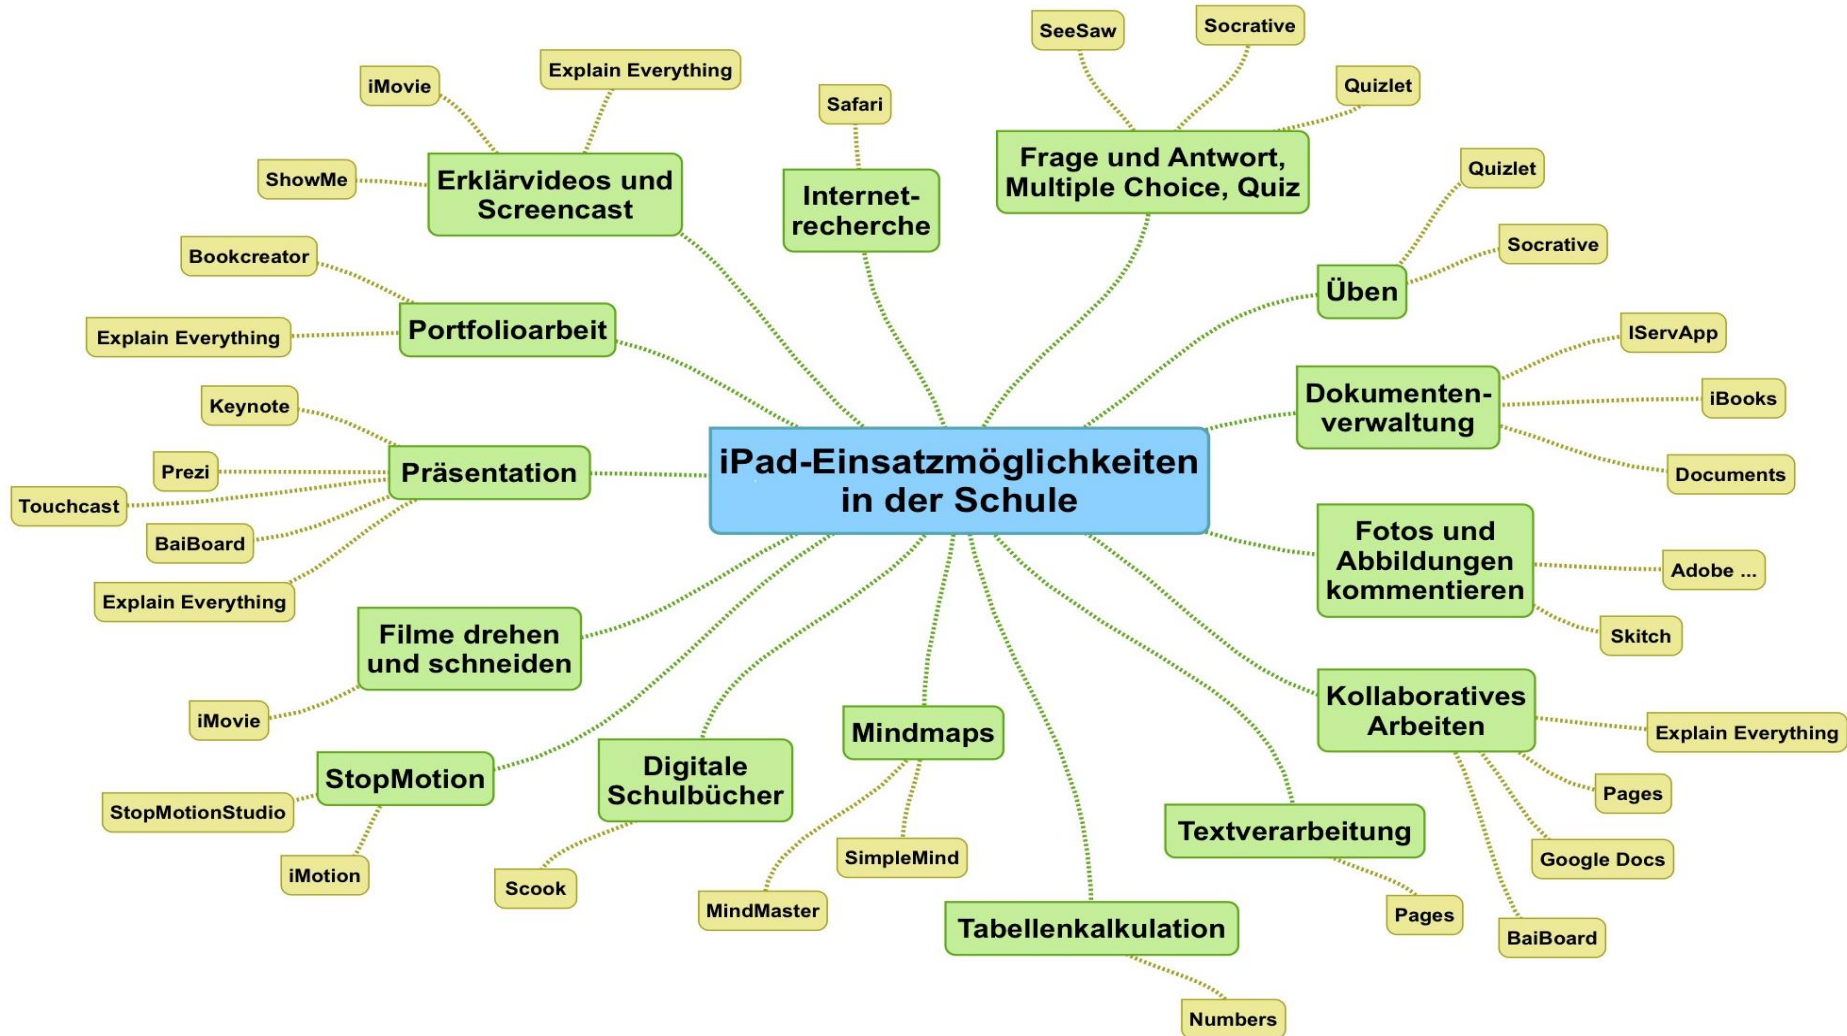 iPad-Einsatzmöglichkeiten
in der Schule
Erklärvideos und
Screencast
Explain Everything
iMovie
ShowMe
Internet-
recherche
Safari
Frage und Antwort,
Multiple Choice, Quiz
SeeSaw
Socrative
Quizlet
Üben
Quizlet
Socrative
Dokumenten-
verwaltung
IServApp
iBooks
Documents
Fotos und
Abbildungen
kommentieren
Adobe ...
Skitch
Kollaboratives
Arbeiten
Explain Everything
Pages
Google Docs
BaiBoard
Textverarbeitung
Pages
Tabellenkalkulation
Numbers
Mindmaps
SimpleMind
MindMaster
Digitale
Schulbücher
Scook
StopMotion
StopMotionStudio
iMotion
Filme drehen
und schneiden
iMovie
Präsentation
Keynote
Prezi
Touchcast
BaiBoard
Explain Everything
Portfolioarbeit
Bookcreator
Explain Everything